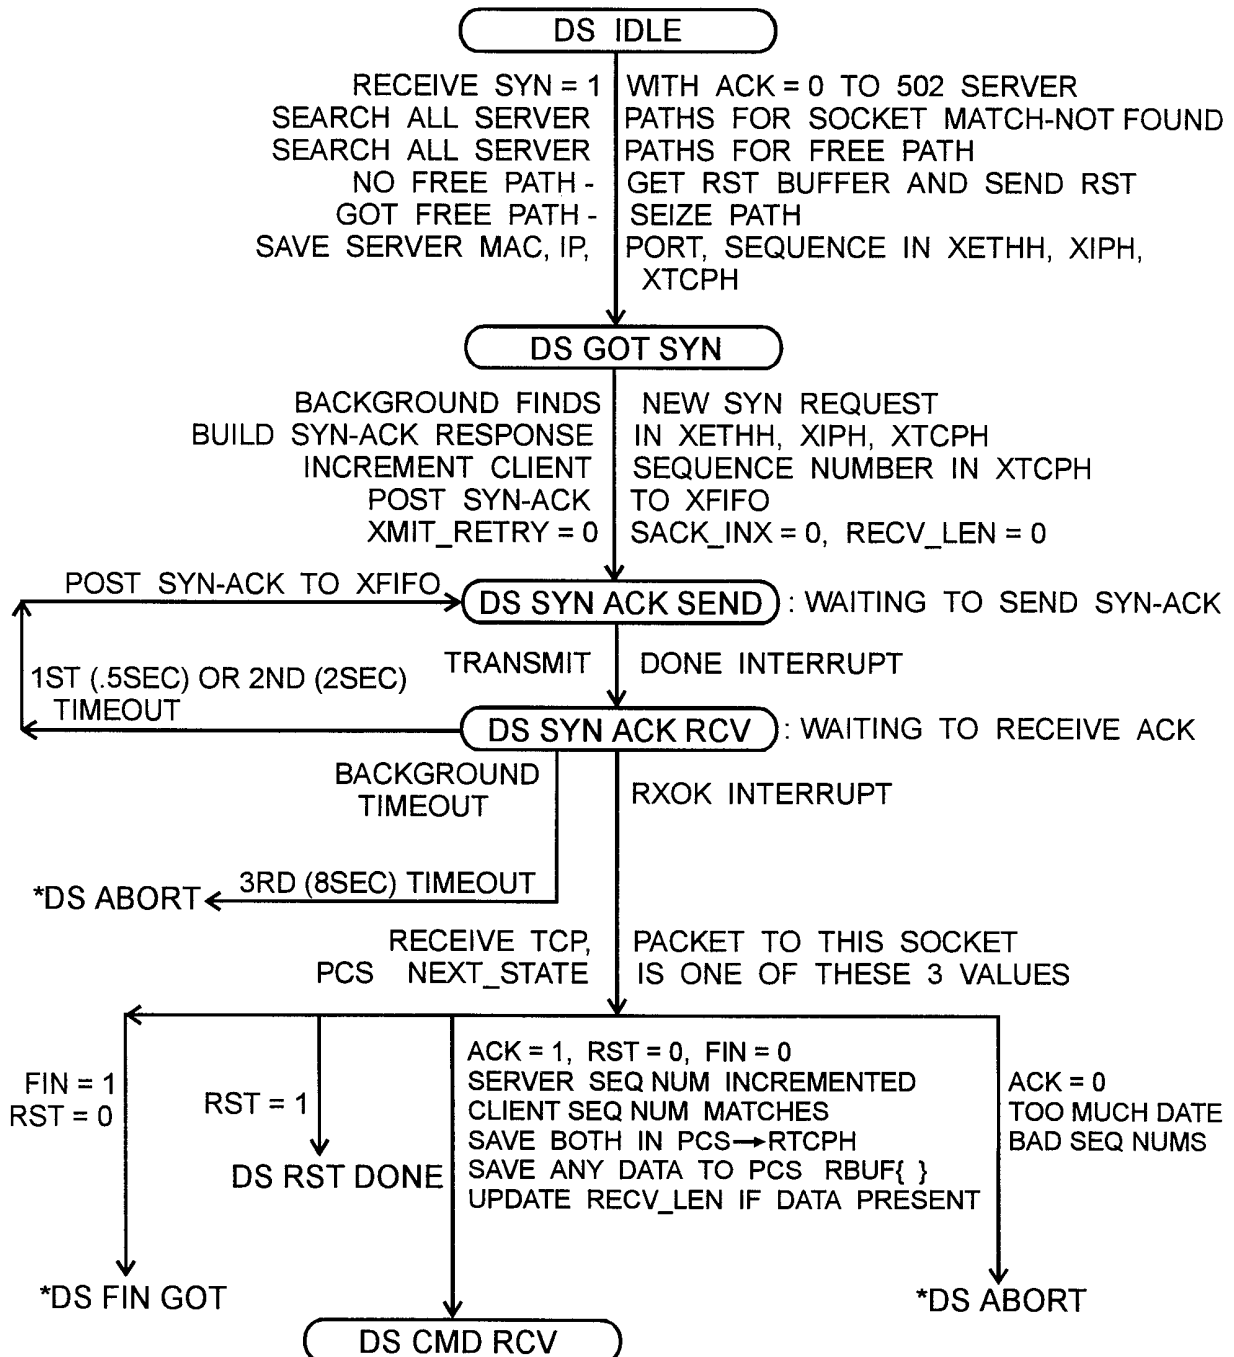 DS IDLE
RECEIVE SYN = 1 WITH ACK = 0 TO 502 SERVER
SEARCH ALL SERVER PATHS FOR SOCKET MATCH-NOT FOUND
SEARCH ALL SERVER PATHS FOR FREE PATH
NO FREE PATH - GET RST BUFFER AND SEND RST
GOT FREE PATH - SEIZE PATH
SAVE SERVER MAC, IP, PORT, SEQUENCE IN XETHH, XIPH,
XTCPH
DS GOT SYN
BACKGROUND FINDS NEW SYN REQUEST
BUILD SYN-ACK RESPONSE IN XETHH, XIPH, XTCPH
INCREMENT CLIENT SEQUENCE NUMBER IN XTCPH
POST SYN-ACK TO XFIFO
XMIT_RETRY = 0 SACK_INX = 0, RECV_LEN = 0
POST SYN-ACK TO XFIFO
DS SYN ACK SEND : WAITING TO SEND SYN-ACK
TRANSMIT DONE INTERRUPT
1ST (.5SEC) OR 2ND (2SEC)
TIMEOUT
DS SYN ACK RCV : WAITING TO RECEIVE ACK
BACKGROUND
TIMEOUT
RXOK INTERRUPT
3RD (8SEC) TIMEOUT
*DS ABORT
RECEIVE TCP, PACKET TO THIS SOCKET
PCS NEXT_STATE IS ONE OF THESE 3 VALUES
FIN = 1
RST = 0
*DS FIN GOT
RST = 1
DS RST DONE
ACK = 1, RST = 0, FIN = 0
SERVER SEQ NUM INCREMENTED
CLIENT SEQ NUM MATCHES
SAVE BOTH IN PCS→RTCPH
SAVE ANY DATA TO PCS RBUF{ }
UPDATE RECV_LEN IF DATA PRESENT
DS CMD RCV
ACK = 0
TOO MUCH DATE
BAD SEQ NUMS
*DS ABORT